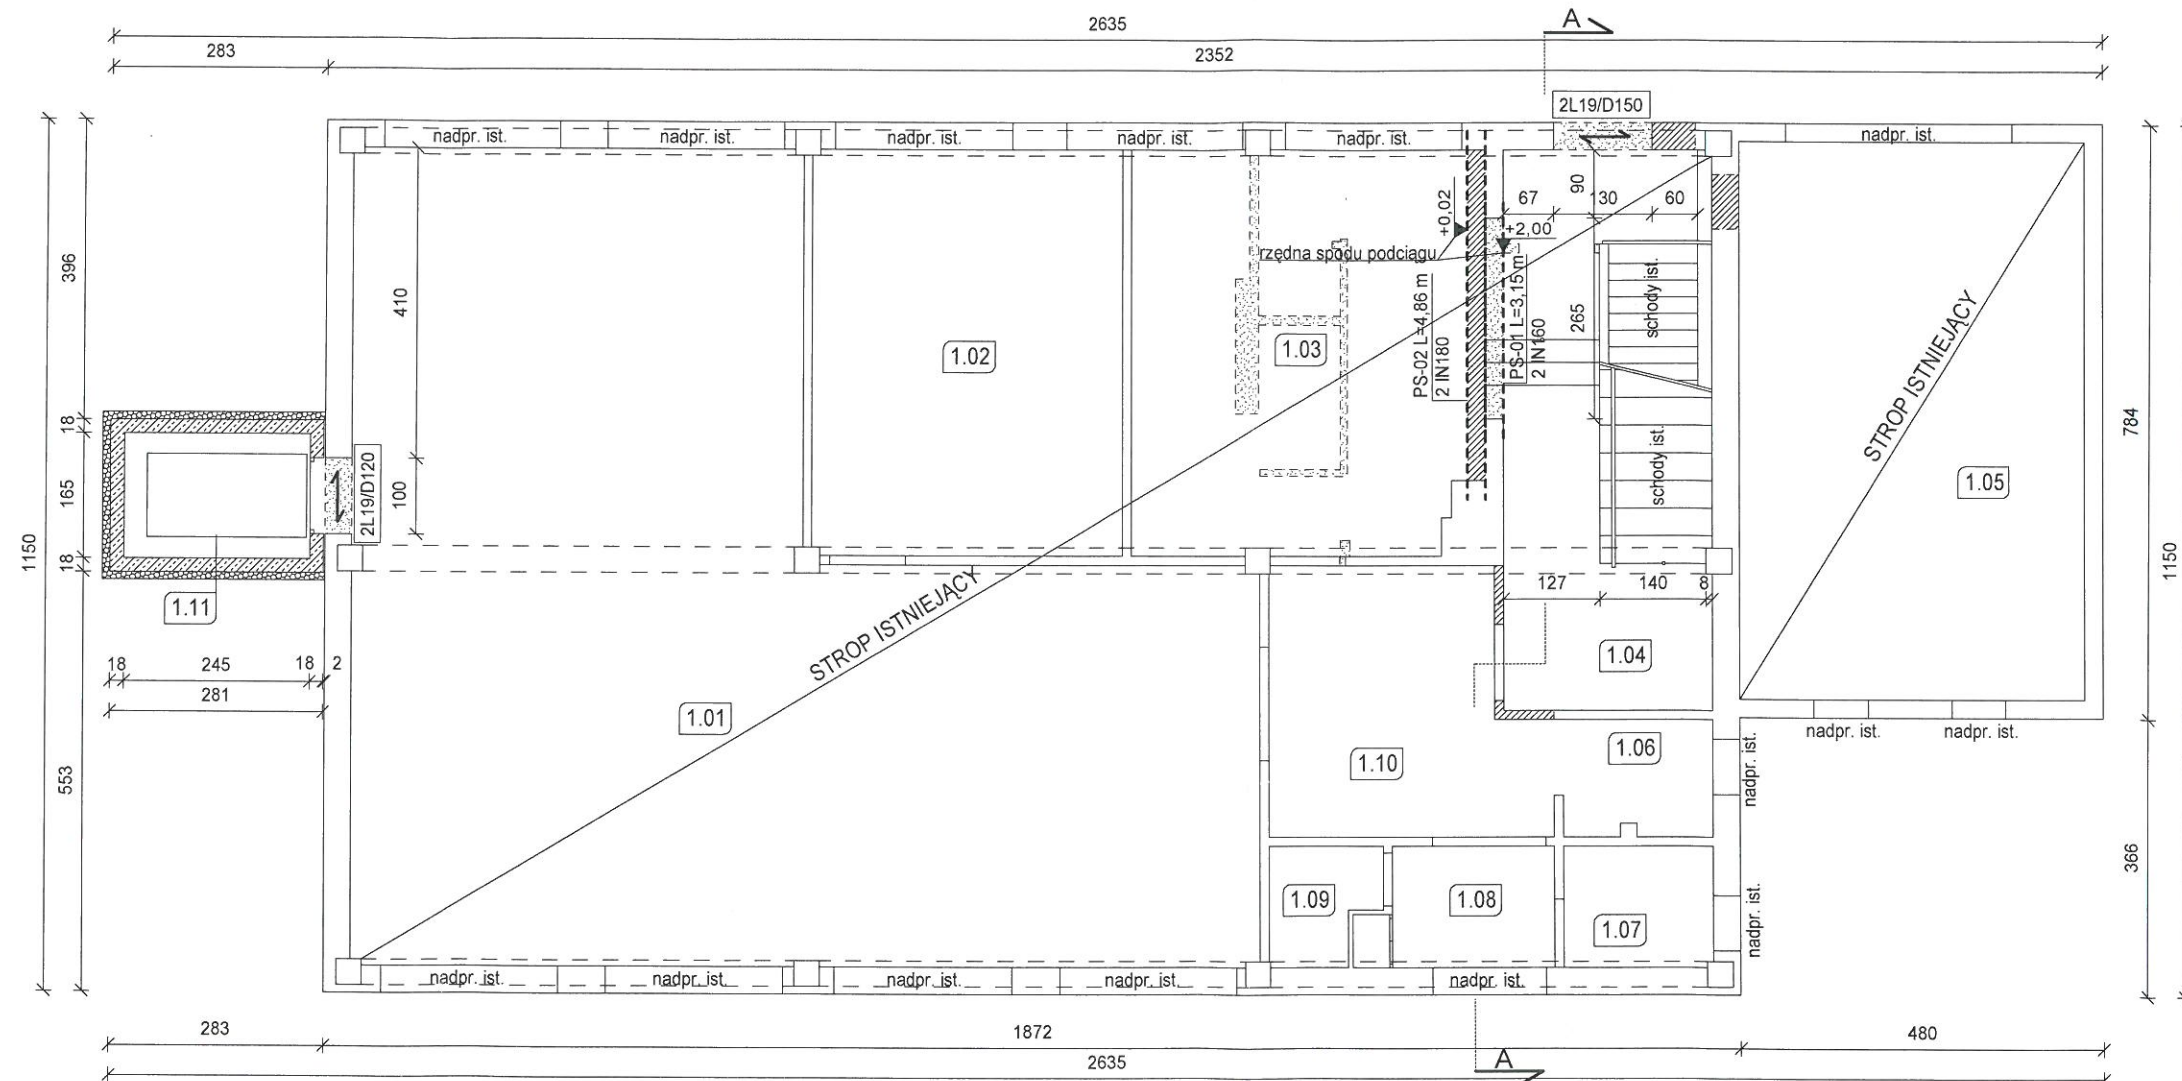 2635
A
283
2352
2L19/D150
nadpr. ist.
nadpr. ist.
nadpr. ist.
nadpr. ist.
nadpr. ist.
nadpr. ist.
67
90
130
60
+0,02
+2,00
rzędna spodu podciągu
396
410
265
schody ist.
PS-02 L=4,86 m
2 IN180
PS-01 L=3,15 m
2 IN160
1.02
1.03
STROP ISTNIEJĄCY
784
18
165
18
2L19/D120
100
schody ist.
1.05
1150
1150
1.11
127
140
8
STROP ISTNIEJĄCY
18
245
18
2
281
1.04
1.01
1.10
1.06
nadpr. ist.
nadpr. ist.
nadpr. ist.
553
366
1.09
1.08
1.07
nadpr. ist.
nadpr. ist.
nadpr. ist.
nadpr. ist.
nadpr. ist.
nadpr. ist.
283
1872
480
2635
A